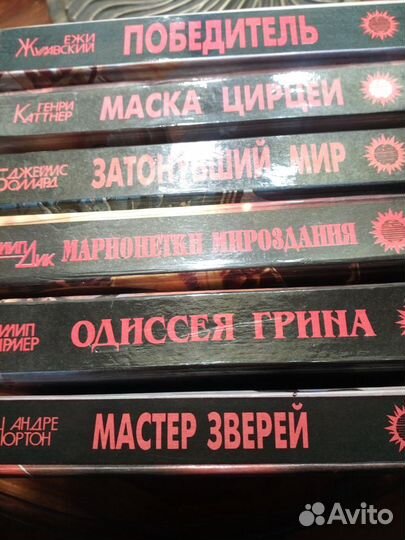 ЕЖИ
ЖУЛАВСКИЙ
ПОБЕДИТЕЛЬ
ГЕНРИ
КАТТНЕР
МАСКА ЦИРЦЕИ
ДЖЕЙМС
ЗАТОНУВШИЙ МИР
ДИК
МАРИОНЕТКИ МИРОЗДАНИЯ
ОДИССЕЯ ГРИНА
АНДРЕ
МАСТЕР ЗВЕРЕЙ
Avito